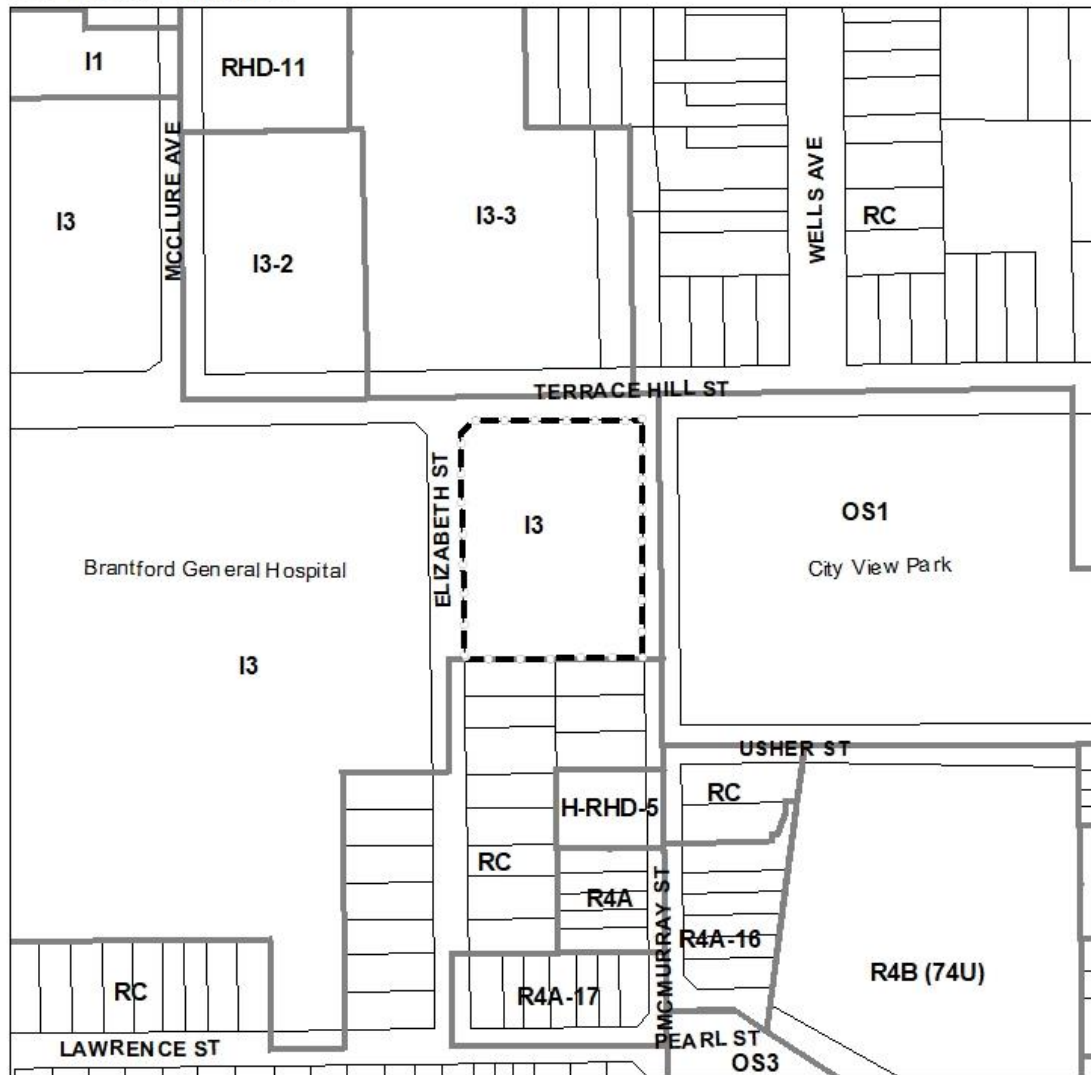 I1
RHD-11
MCCLURE AVE
WELLS AVE
I3
I3-3
RC
I3-2
TERRACE HILL ST
ELIZABETH ST
I3
OS1
Brantford General Hospital
City View Park
I3
USHER ST
H-RHD-5
RC
RC
R4A
MCMURRAY ST
R4A-16
R4B (74U)
RC
R4A-17
LAWRENCE ST
PEARL ST
OS3